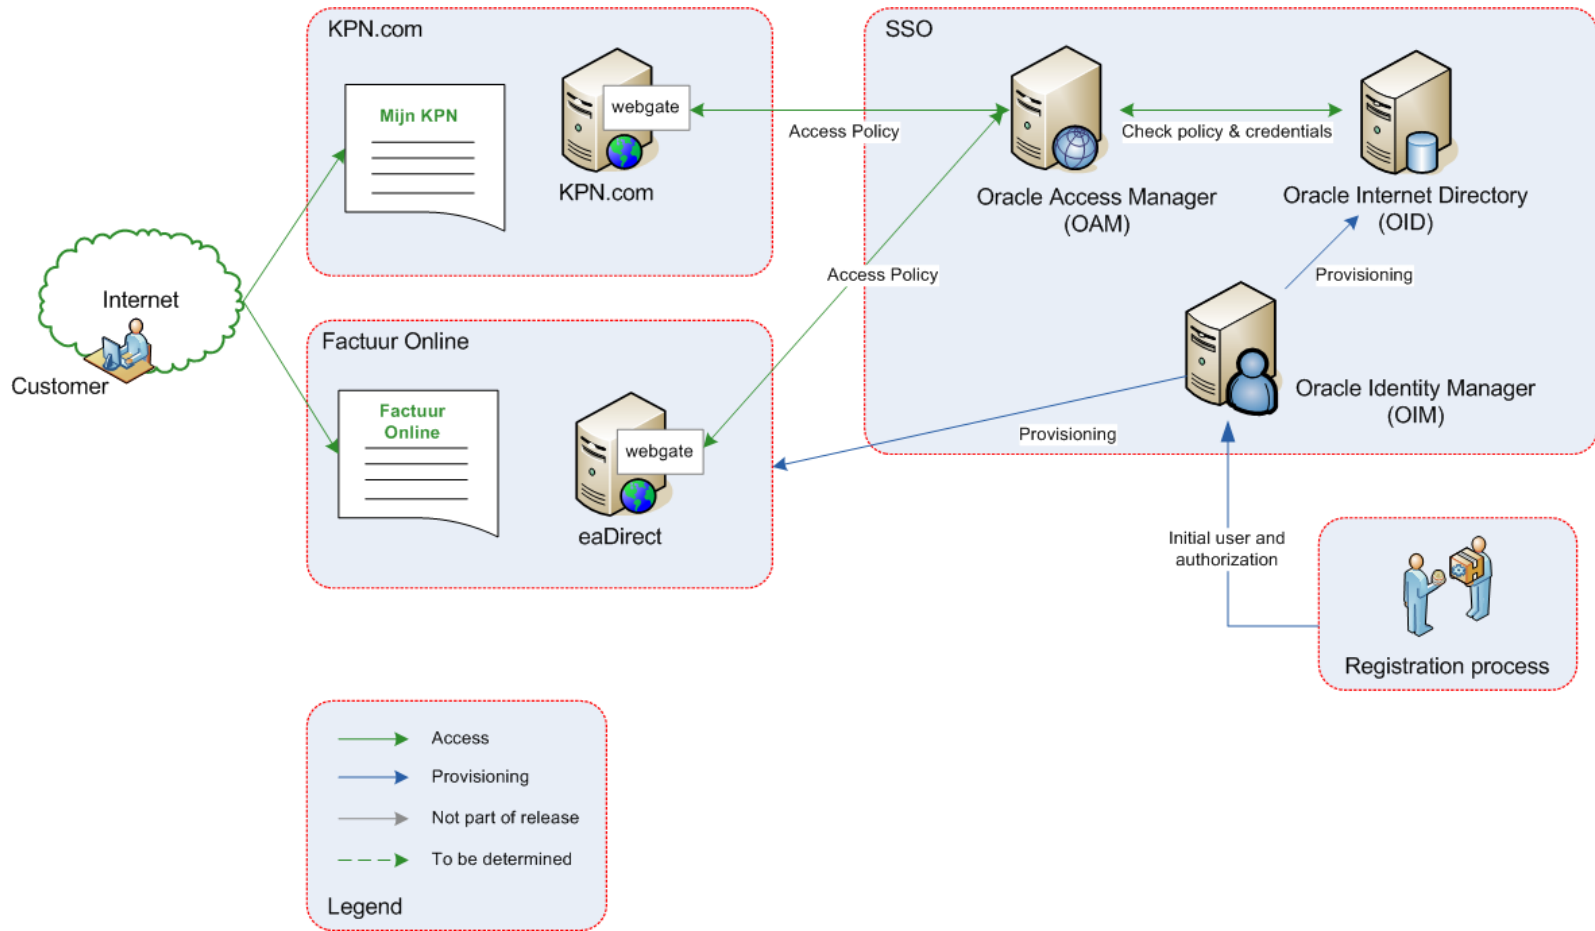 KPN.com
Mijn KPN
webgate
KPN.com
Access Policy
SSO
Check policy & credentials
Oracle Access Manager
(OAM)
Oracle Internet Directory
(OID)
Access Policy
Provisioning
Internet
Customer
Factuur Online
Factuur
Online
webgate
eaDirect
Provisioning
Oracle Identity Manager
(OIM)
Initial user and
authorization
Registration process
Access
Provisioning
Not part of release
To be determined
Legend